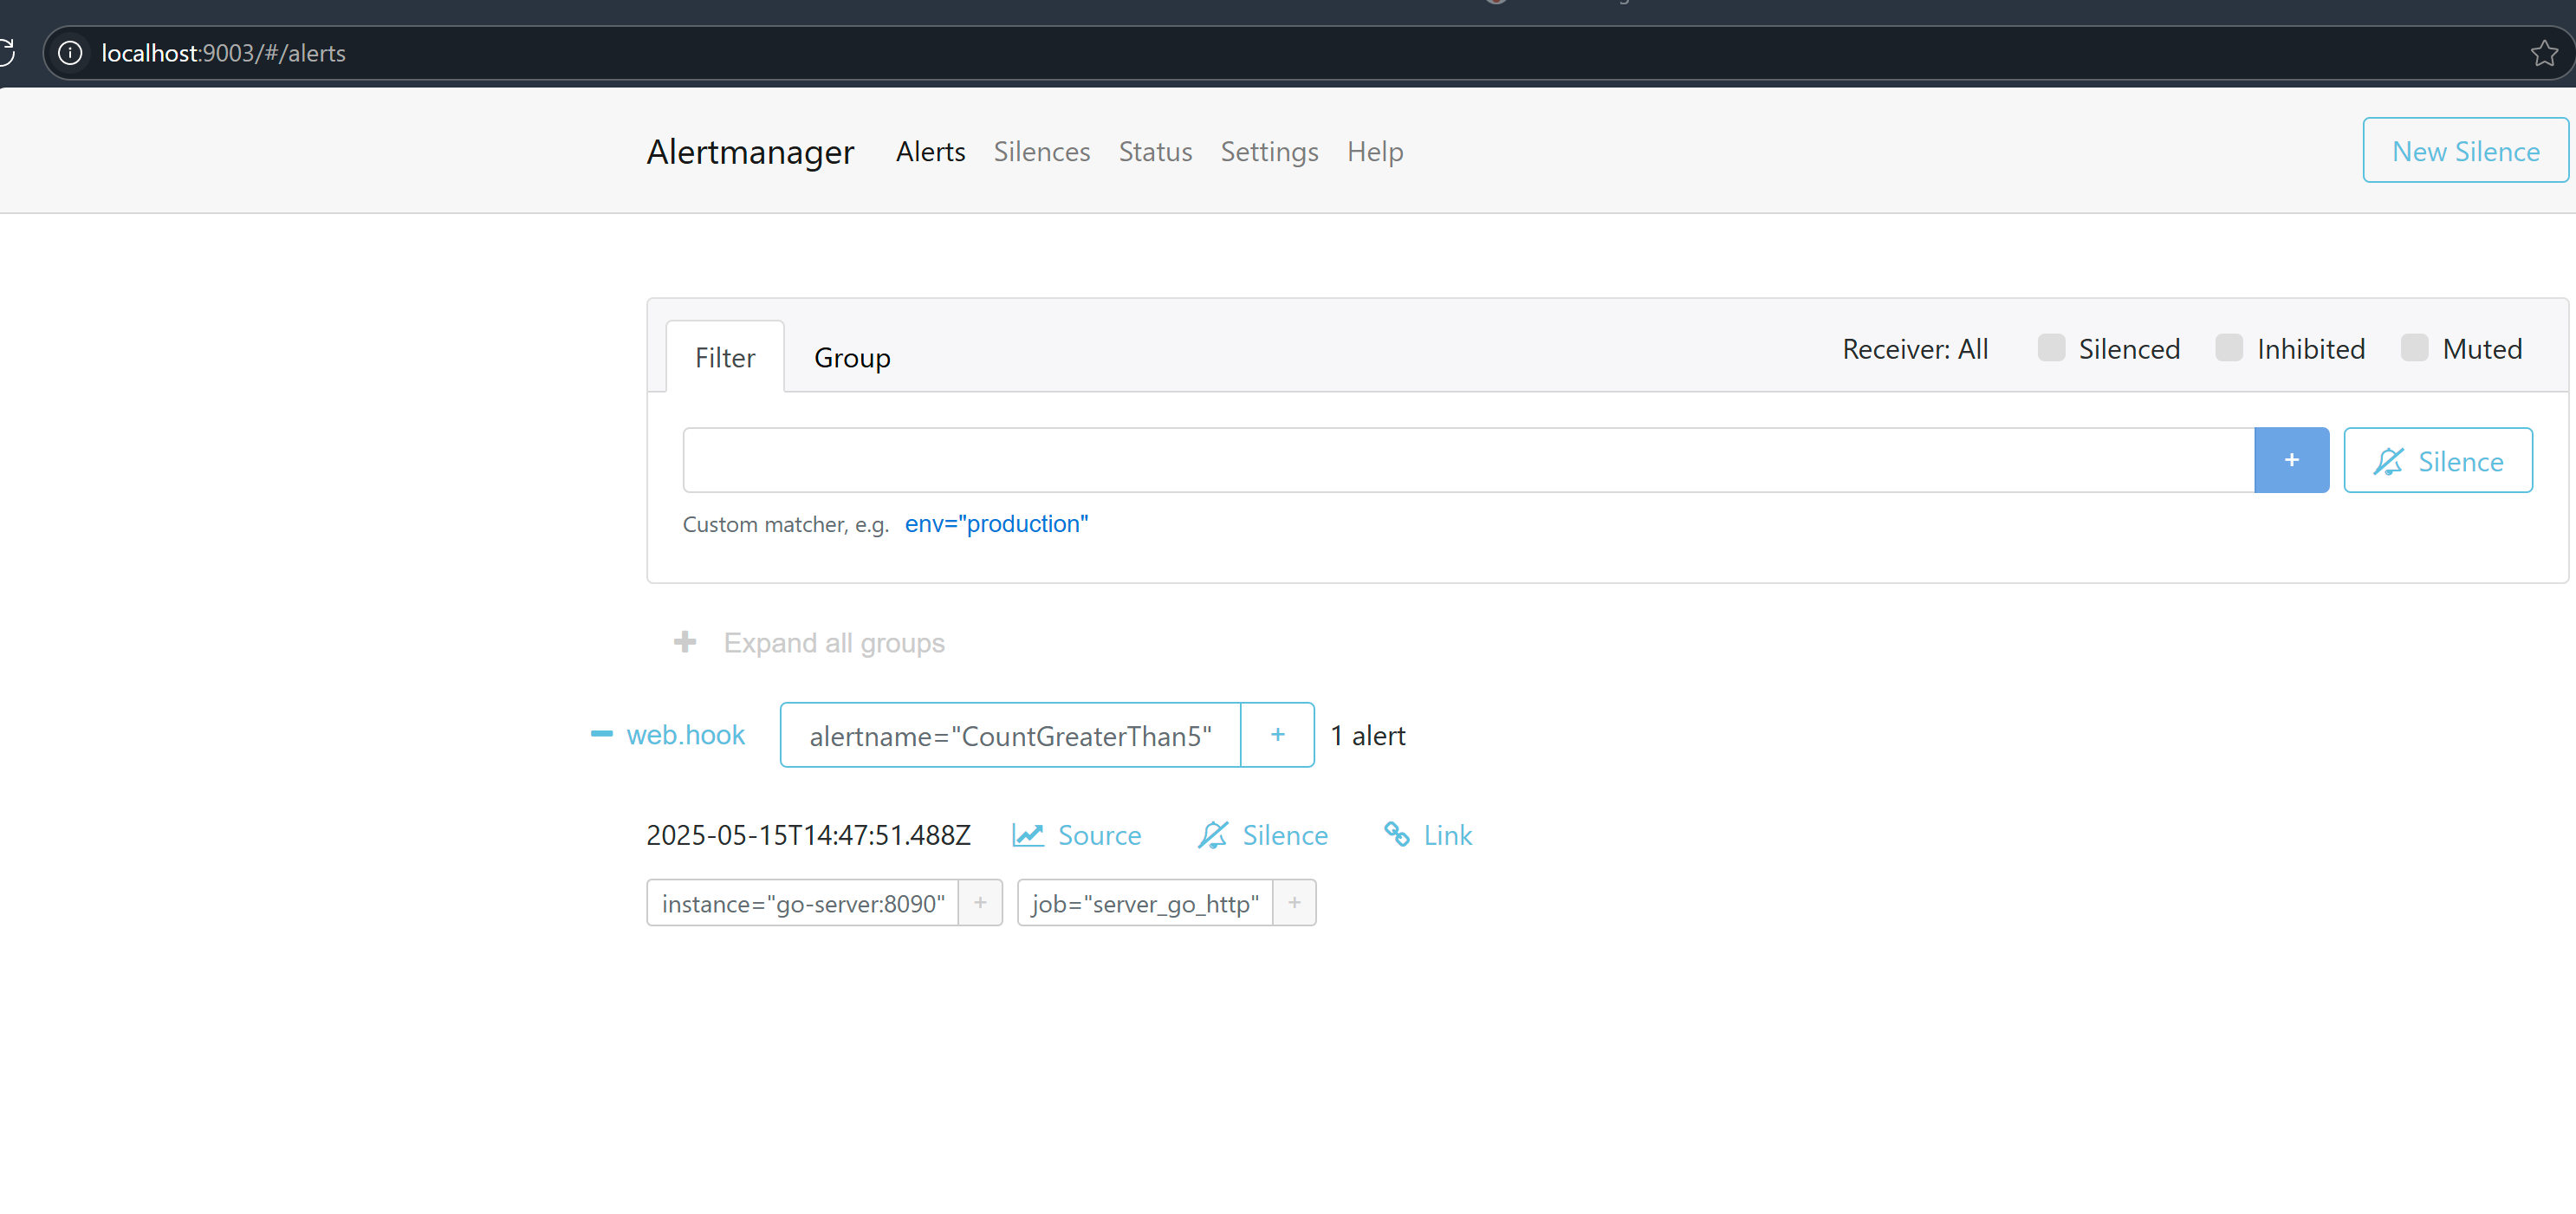 localhost:9003/#/alerts
Alertmanager Alerts Silences Status Settings Help New Silence
Filter Group Receiver: All Silenced Inhibited Muted
+ Silence
Custom matcher, e.g. env="production"
+ Expand all groups
web.hook alertname="CountGreaterThan5" + 1 alert
2025-05-15T14:47:51.488Z Source Silence Link
instance="go-server:8090" + job="server_go_http" +